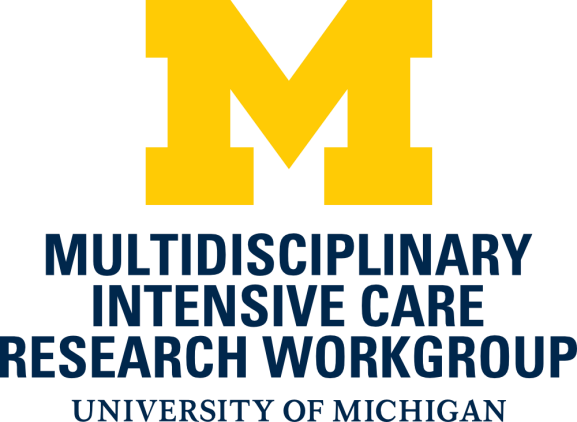 M
MULTIDISCIPLINARY
INTENSIVE CARE
RESEARCH WORKGROUP
UNIVERSITY OF MICHIGAN